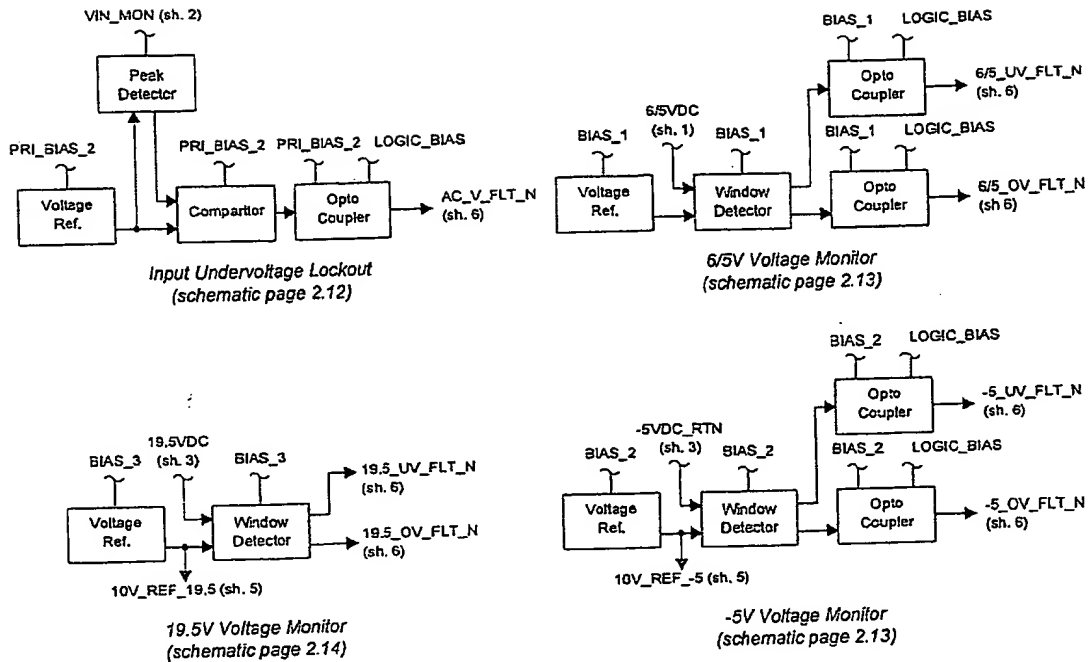 VIN_MON (sh. 2)
Peak
Detector
PRI_BIAS_2
PRI_BIAS_2
PRI_BIAS_2
LOGIC_BIAS
Voltage
Ref.
Compartior
Opto
Coupler
AC_V_FLT_N
(sh. 6)
Input Undervoltage Lockout
(schematic page 2.12)
BIAS_1
LOGIC_BIAS
Opto
Coupler
6/5_UV_FLT_N
(sh. 6)
6/5VDC
(sh. 1)
BIAS_1
BIAS_1
BIAS_1
LOGIC_BIAS
Voltage
Ref.
Window
Detector
Opto
Coupler
6/5_OV_FLT_N
(sh. 6)
6/5V Voltage Monitor
(schematic page 2.13)
19.5VDC
(sh. 3)
BIAS_3
BIAS_3
Voltage
Ref.
Window
Detector
19.5_UV_FLT_N
(sh. 6)
19.5_OV_FLT_N
(sh. 6)
10V_REF_19.5 (sh. 5)
19.5V Voltage Monitor
(schematic page 2.14)
BIAS_2
LOGIC_BIAS
Opto
Coupler
-5_UV_FLT_N
(sh. 6)
-5VDC_RTN
(sh. 3)
BIAS_2
BIAS_2
BIAS_2
LOGIC_BIAS
Voltage
Ref.
Window
Detector
Opto
Coupler
-5_OV_FLT_N
(sh. 6)
10V_REF_-5 (sh. 5)
-5V Voltage Monitor
(schematic page 2.13)